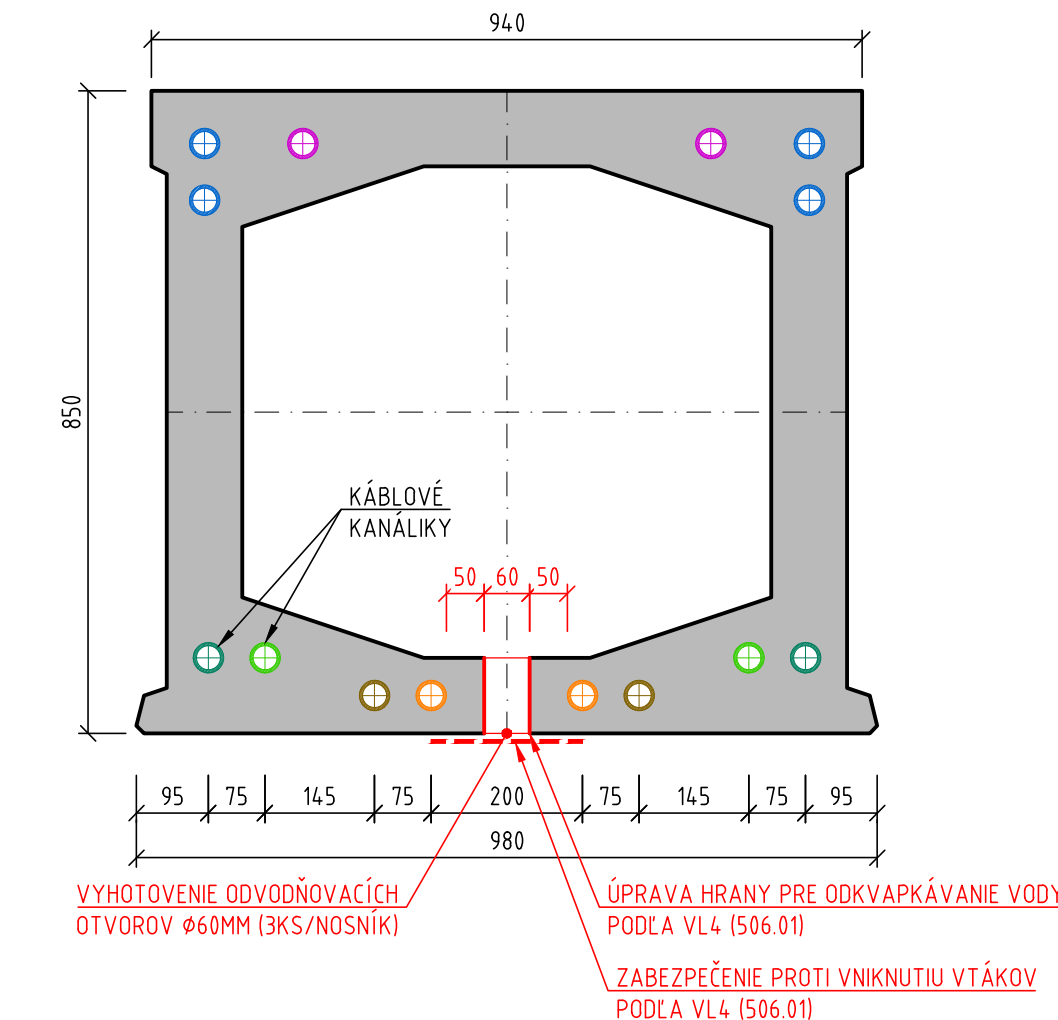 940
850
KÁBLOVÉ
KANÁLIKY
50 60 50
95 75 145 75 200 75 145 75 95
980
VYHOTOVENIE ODVODŇOVACÍCH
OTVOROV Ø60MM (3KS/NOSNÍK)
ÚPRAVA HRANY PRE ODKVAPKÁVANIE VODY
PODĽA VL4 (506.01)
ZABEZPEČENIE PROTI VNIKNUTIU VTÁKOV
PODĽA VL4 (506.01)